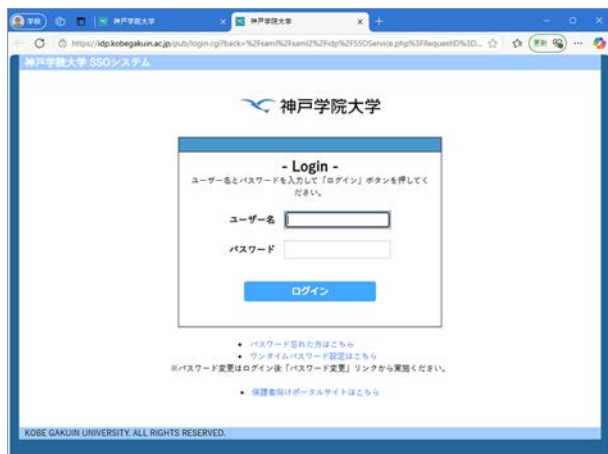 学校
神戸学院大学
神戸学院大学
https://idp.kobegakuin.ac.jp/pub/login.cgi?back=%2Fsaml%2Fsaml2%2Fidp%2FSSOService.php%3FRequestID%3D...
更新
神戸学院大学 SSOシステム
神戸学院大学
- Login -
ユーザー名とパスワードを入力して「ログイン」ボタンを押してく
ださい。
ユーザー名
パスワード
ログイン
• パスワード忘れた方はこちら
• ワンタイムパスワード設定はこちら
※パスワード変更はログイン後「パスワード変更」リンクから実施ください。
• 保護者向けポータルサイトはこちら
KOBE GAKUIN UNIVERSITY. ALL RIGHTS RESERVED.